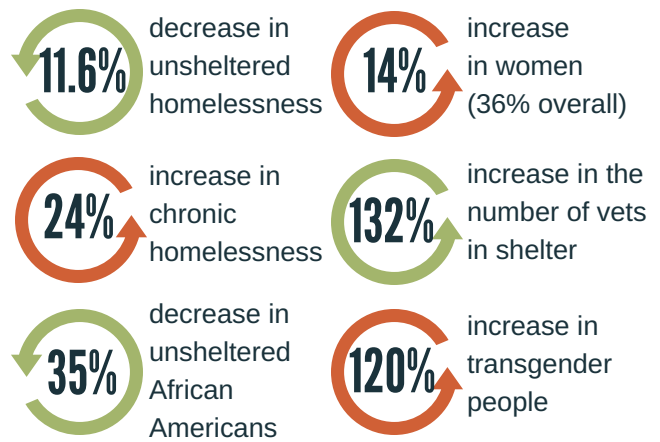 11.6%
decrease in
unsheltered
homelessness
14%
increase
in women
(36% overall)
24%
increase in
chronic
homelessness
132%
increase in the
number of vets
in shelter
35%
decrease in
unsheltered
African
Americans
120%
increase in
transgender
people